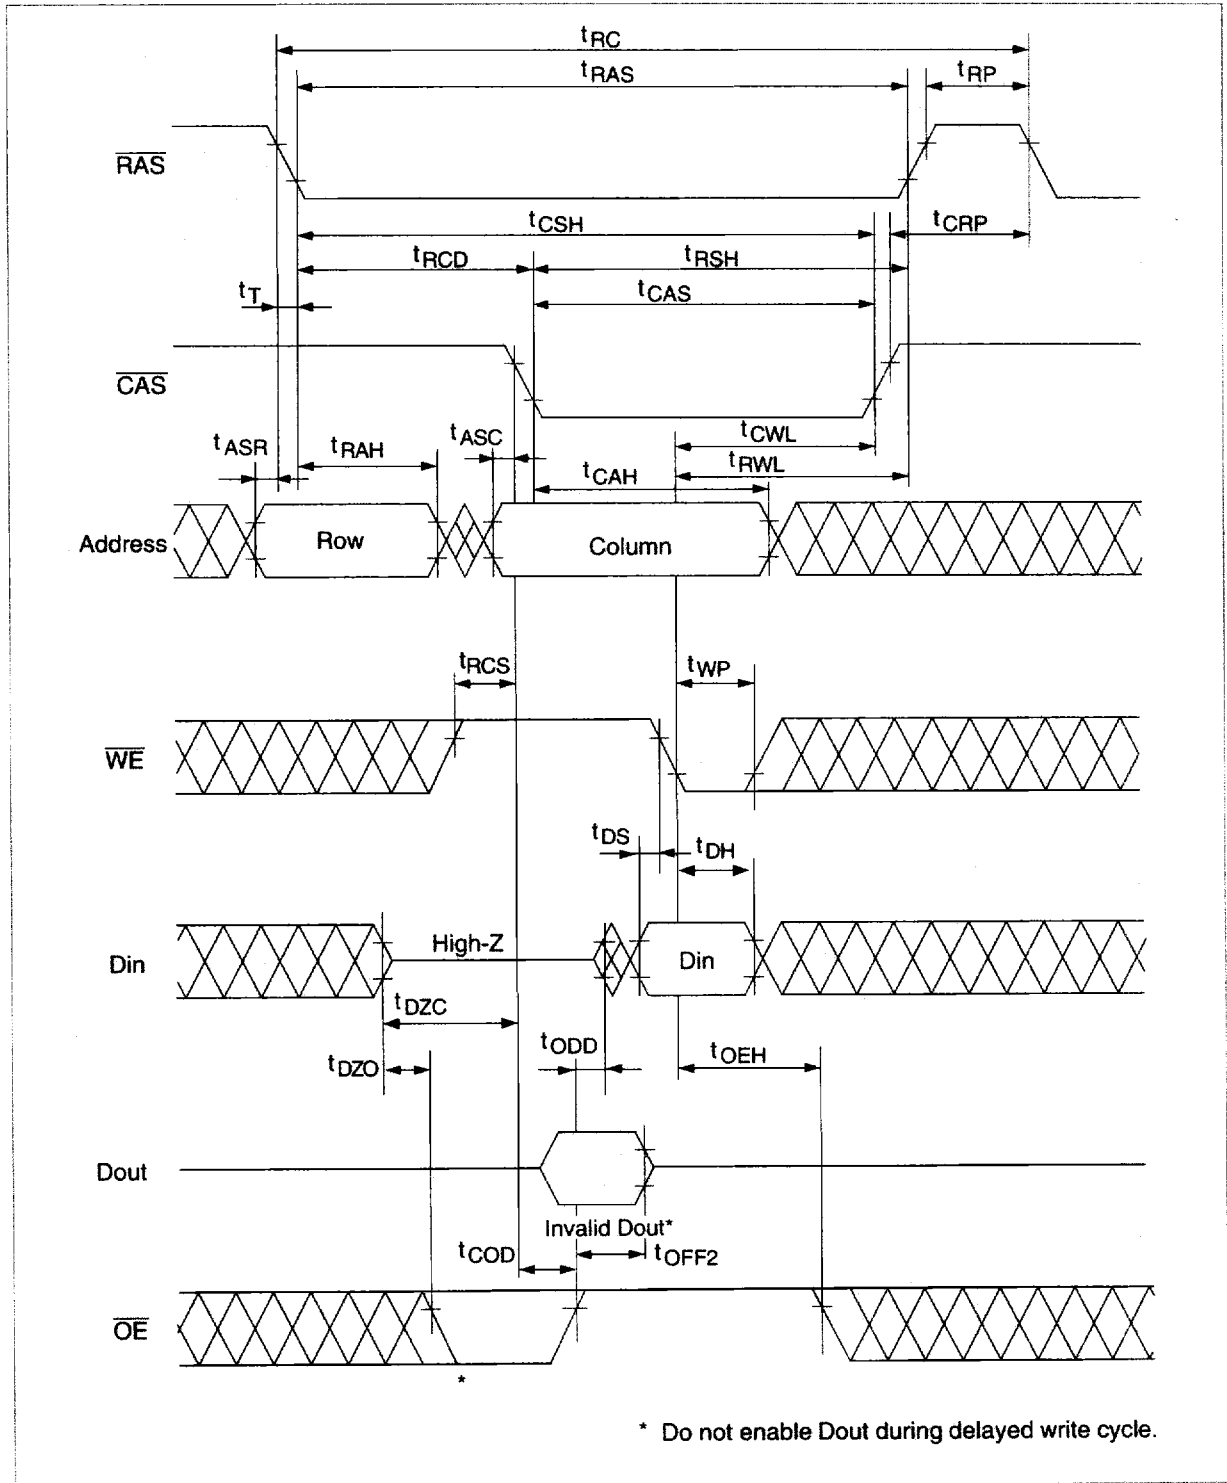 tRC
tRAS
tRP
RAS
tCSH
tCRP
tRCD
tRSH
tT
tCAS
CAS
tASR
tRAH
tASC
tCWL
tCAH
tRWL
Address
Row
Column
tRCS
tWP
WE
tDS
tDH
Din
High-Z
Din
tDZC
tODD
tDZO
tOEH
Dout
Invalid Dout*
tCOD
tOFF2
OE
*
* Do not enable Dout during delayed write cycle.